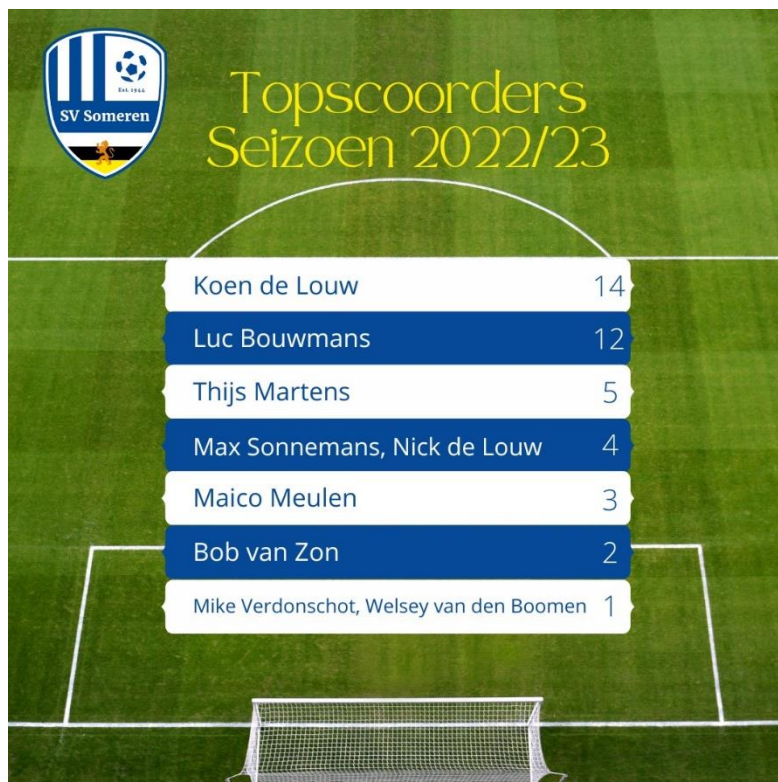 Est. 1944
SV Someren
Topscoorders
Seizoen 2022/23
Koen de Louw 14
Luc Bouwmans 12
Thijs Martens 5
Max Sonnemans, Nick de Louw 4
Maico Meulen 3
Bob van Zon 2
Mike Verdonschot, Welsey van den Boomen 1